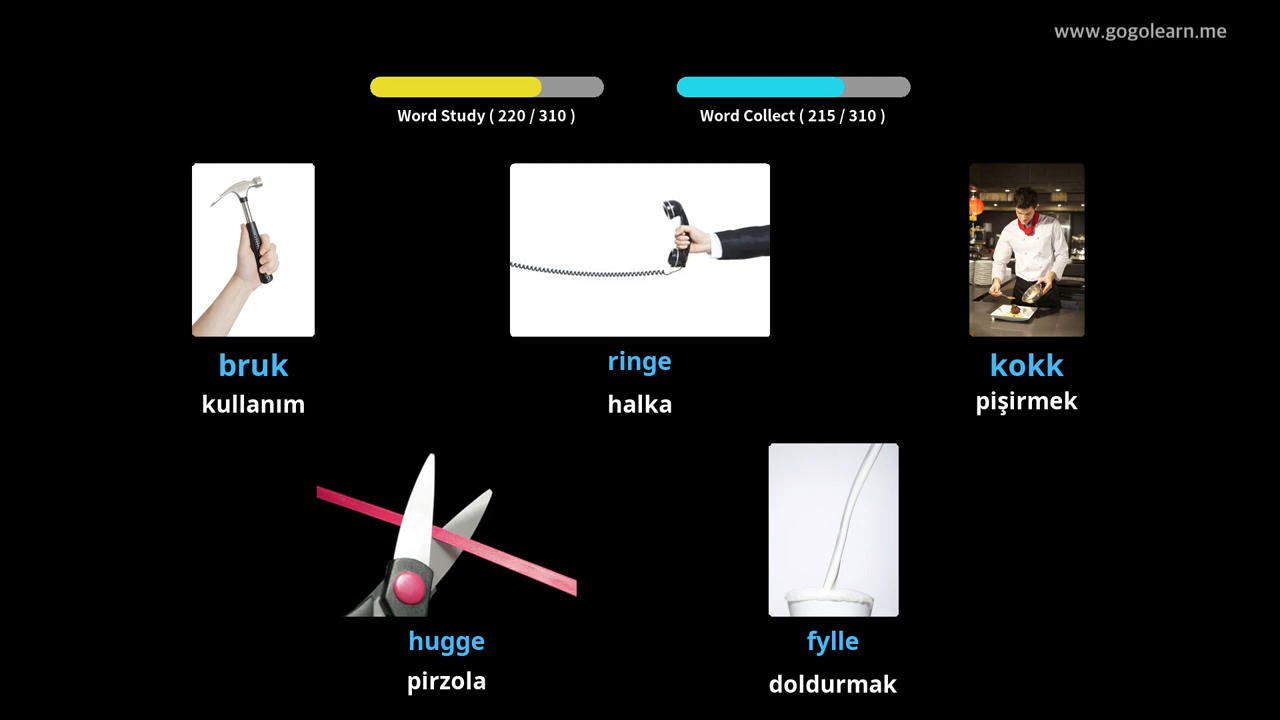 www.gogolearn.me
Word Study ( 220 / 310 )
Word Collect ( 215 / 310 )
bruk
kullanım
ringe
halka
kokk
pişirmek
hugge
pirzola
fylle
doldurmak